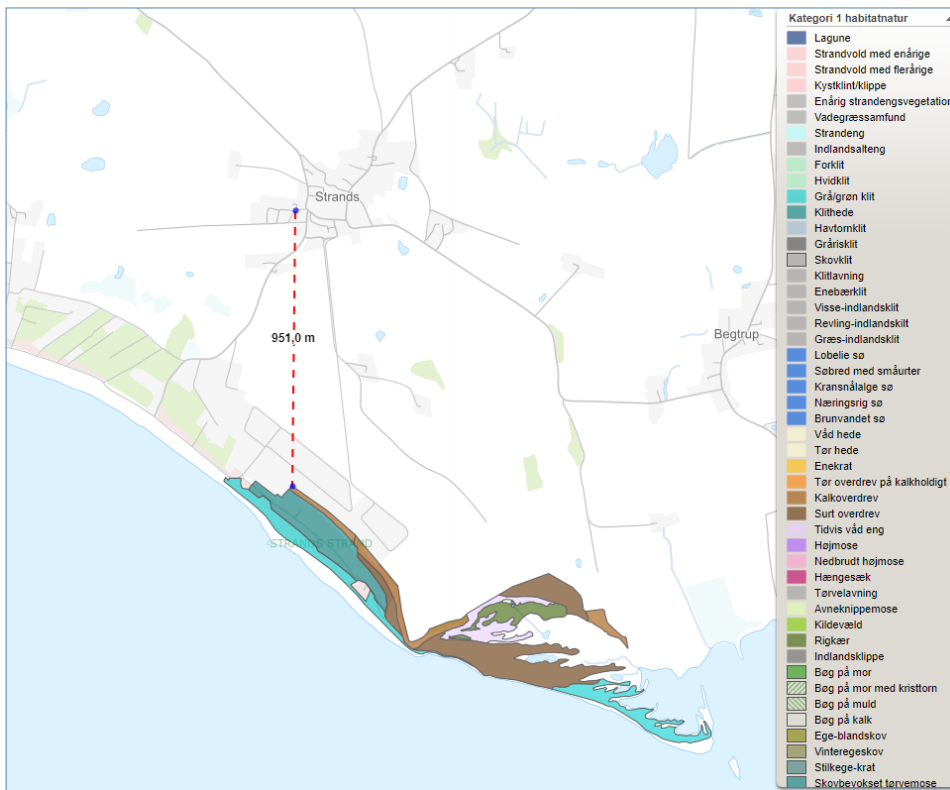 Kategori 1 habitatnatur
Lagune
Strandvold med enårige
Strandvold med flerårige
Kystklint/klippe
Enårig strandengsvegetation
Vadegræssamfund
Strandeng
Indlandsalteng
Forklit
Hvidklit
Grå/grøn klit
Klithede
Havtornklit
Grårisklit
Skovklit
Klitlavning
Enebærklit
Visse-indlandsklit
Revling-indlandskilt
Græs-indlandsklit
Lobelie sø
Søbred med småurter
Kransnålalge sø
Næringsrig sø
Brunvandet sø
Våd hede
Tør hede
Enekrat
Tør overdrev på kalkholdigt
Kalkoverdrev
Surt overdrev
Tidvis våd eng
Højmose
Nedbrudt højmose
Hængesæk
Tørvelavning
Avneknippemose
Kildevæld
Rigkær
Indlandsklippe
Bøg på mor
Bøg på mor med kristtorn
Bøg på muld
Bøg på kalk
Ege-blandskov
Vinteregeskov
Stilkege-krat
Skovbevokset tørvemose
Strands
951,0 m
Begtrup
STRANDS STRAND